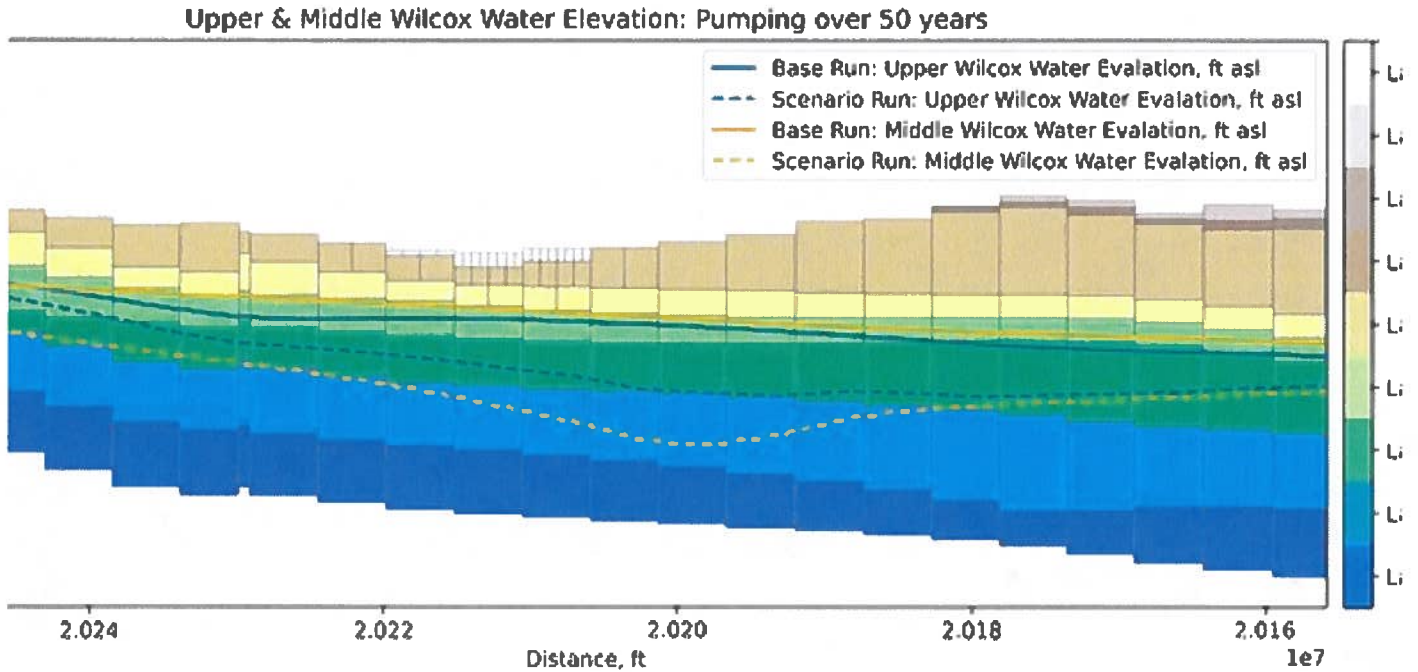 Upper & Middle Wilcox Water Elevation: Pumping over 50 years
Base Run: Upper Wilcox Water Evalation, ft asl
Scenario Run: Upper Wilcox Water Evalation, ft asl
Base Run: Middle Wilcox Water Evalation, ft asl
Scenario Run: Middle Wilcox Water Evalation, ft asl
2.024
2.022
2.020
2.018
2.016
Distance, ft
1e7